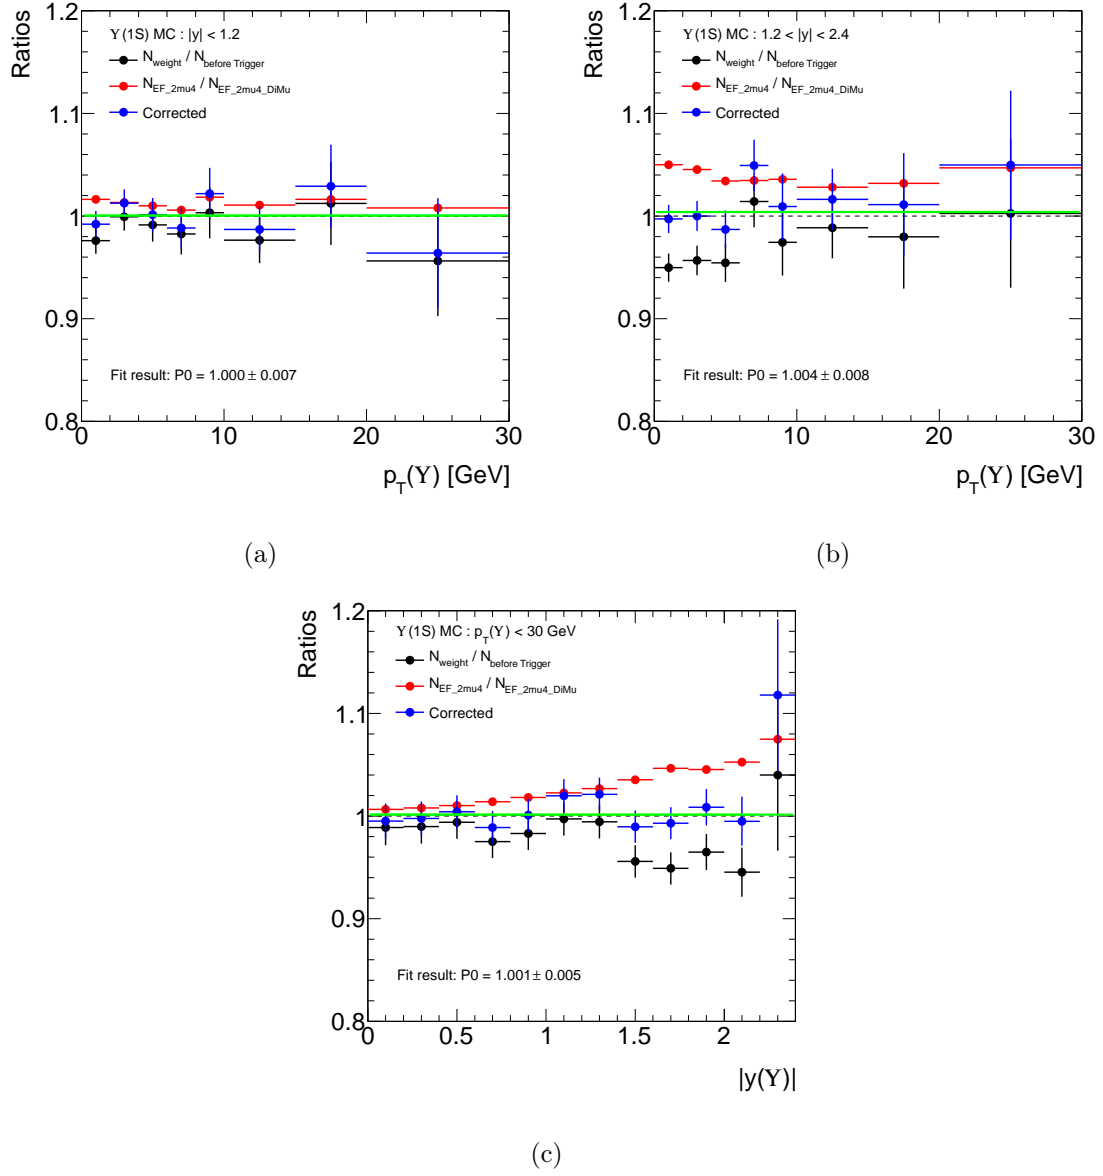 Ratios
1.2
1.1
1
0.9
0.8
ϒ(1S) MC : |y| < 1.2
N_weight / N_before Trigger
N_EF_2mu4 / N_EF_2mu4_DiMu
Corrected
Fit result: P0 = 1.000 ± 0.007
0 10 20 30
p_T(ϒ) [GeV]
(a)
Ratios
1.2
1.1
1
0.9
0.8
ϒ(1S) MC : 1.2 < |y| < 2.4
N_weight / N_before Trigger
N_EF_2mu4 / N_EF_2mu4_DiMu
Corrected
Fit result: P0 = 1.004 ± 0.008
0 10 20 30
p_T(ϒ) [GeV]
(b)
Ratios
1.2
1.1
1
0.9
0.8
ϒ(1S) MC : p_T(ϒ) < 30 GeV
N_weight / N_before Trigger
N_EF_2mu4 / N_EF_2mu4_DiMu
Corrected
Fit result: P0 = 1.001 ± 0.005
0 0.5 1 1.5 2
|y(ϒ)|
(c)